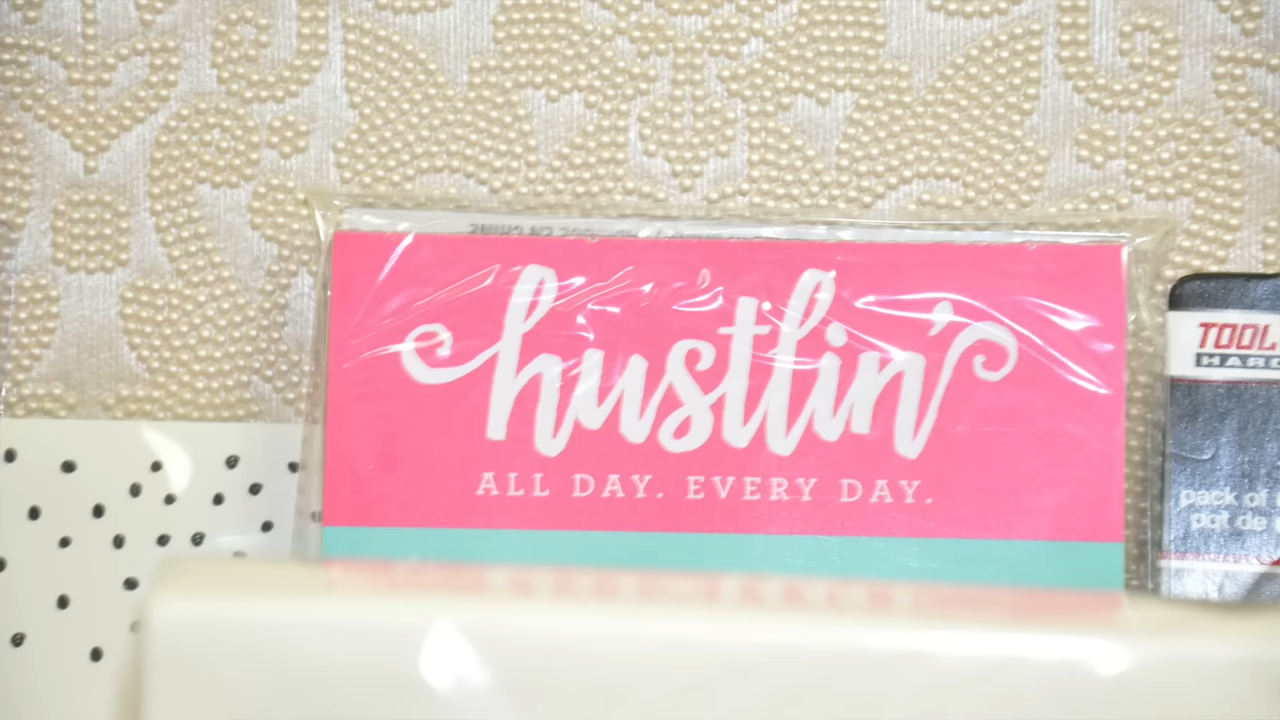 hustlin'
ALL DAY. EVERY DAY.
TOOL
HARD
pack of
pqt de